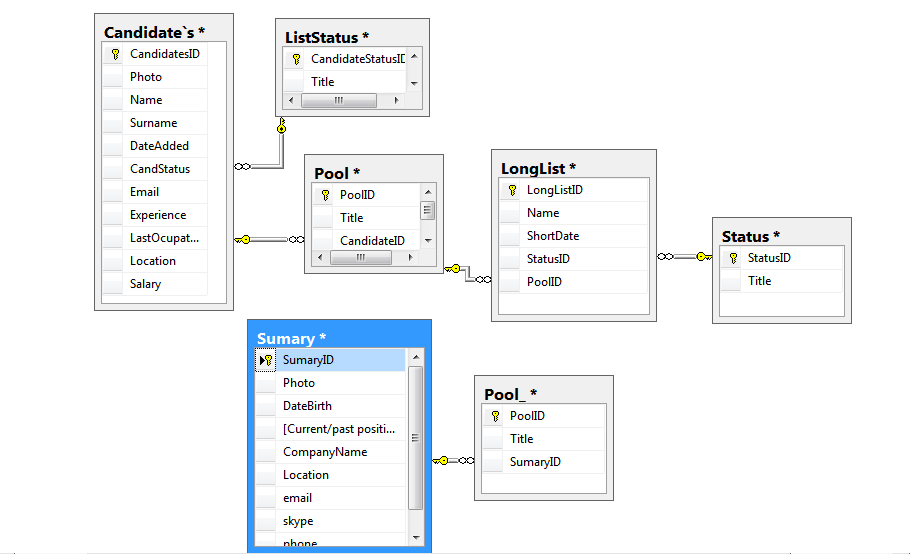 Candidate`s *
CandidatesID
Photo
Name
Surname
DateAdded
CandStatus
Email
Experience
LastOcupat...
Location
Salary
ListStatus *
CandidateStatusID
Title
Pool *
PoolID
Title
CandidateID
LongList *
LongListID
Name
ShortDate
StatusID
PoolID
Status *
StatusID
Title
Sumary *
SumaryID
Photo
DateBirth
[Current/past positi...
CompanyName
Location
email
skype
phone
Pool_ *
PoolID
Title
SumaryID